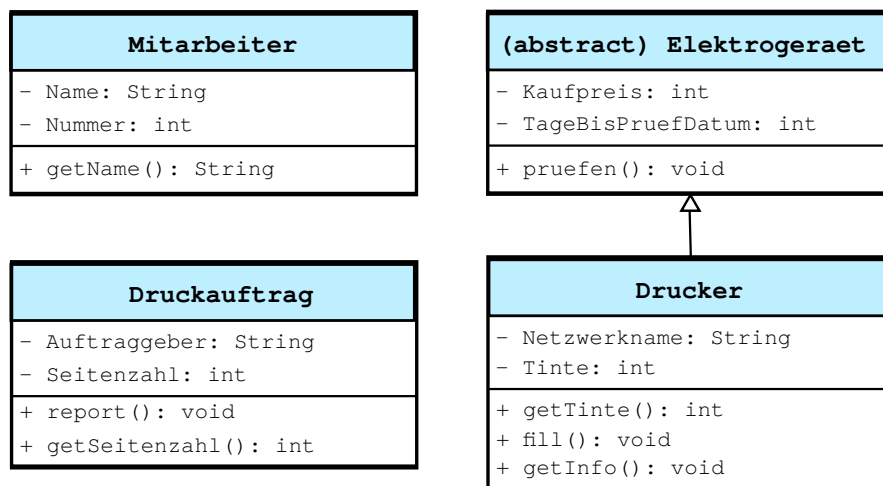 Mitarbeiter
- Name: String
- Nummer: int
+ getName(): String
(abstract) Elektrogeraet
- Kaufpreis: int
- TageBisPruefDatum: int
+ pruefen(): void
Druckauftrag
- Auftraggeber: String
- Seitenzahl: int
+ report(): void
+ getSeitenzahl(): int
Drucker
- Netzwerkname: String
- Tinte: int
+ getTinte(): int
+ fill(): void
+ getInfo(): void